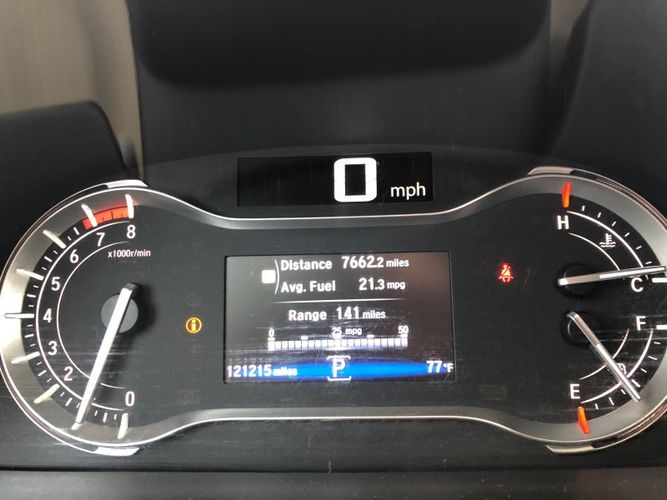 0 mph
Distance 7662.2 miles
Avg. Fuel 21.3 mpg
Range 141 miles
0 25 mpg 50
121215 miles P 77°F
8
7
6
5
4
3
2
0
x1000r/min
i
H
C
F
E